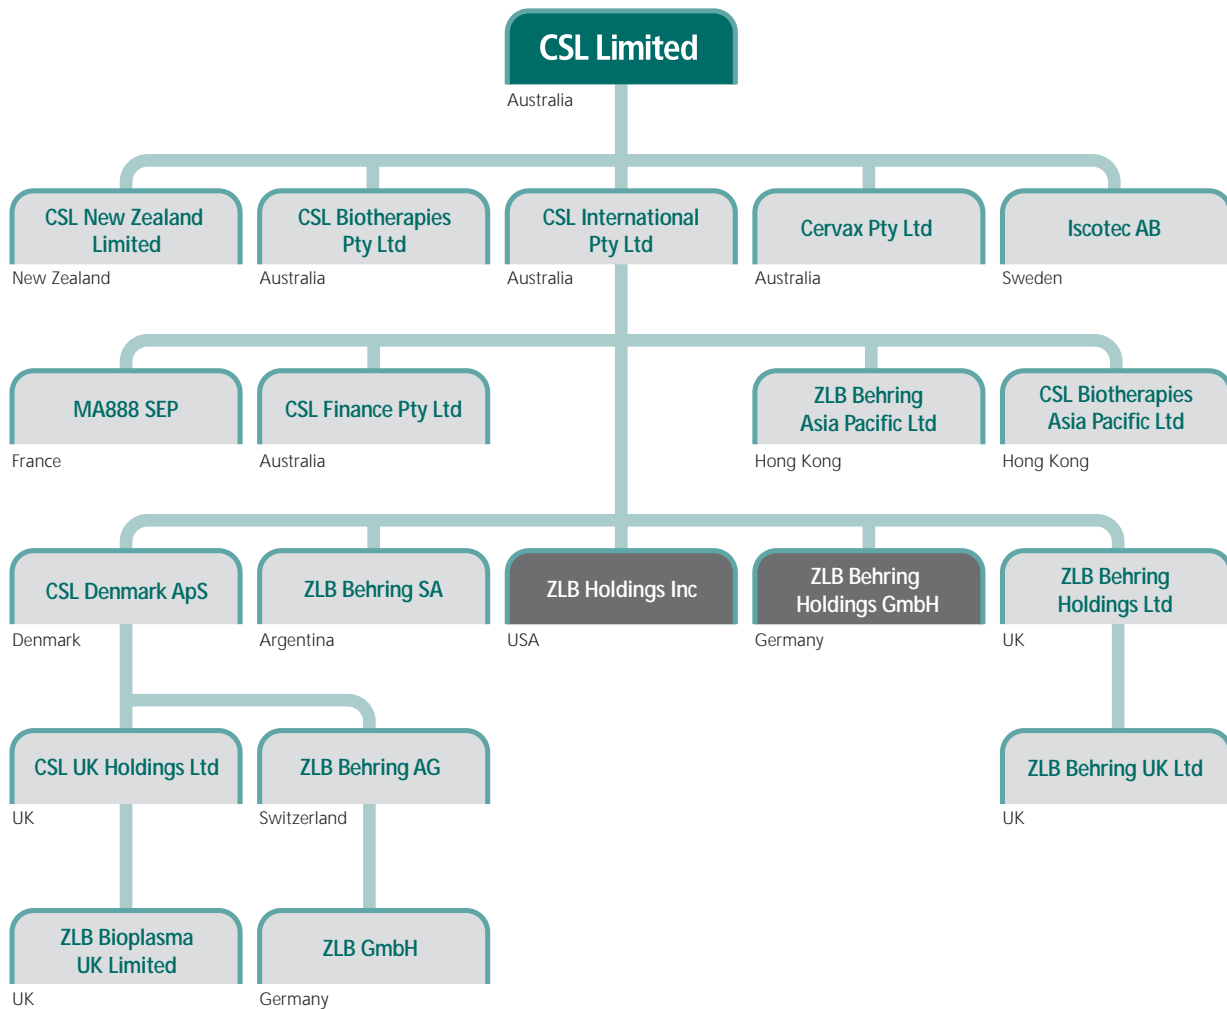 CSL Limited
Australia
CSL New Zealand
Limited
New Zealand
CSL Biotherapies
Pty Ltd
Australia
CSL International
Pty Ltd
Australia
Cervax Pty Ltd
Australia
Iscotec AB
Sweden
MA888 SEP
France
CSL Finance Pty Ltd
Australia
ZLB Behring
Asia Pacific Ltd
Hong Kong
CSL Biotherapies
Asia Pacific Ltd
Hong Kong
CSL Denmark ApS
Denmark
ZLB Behring SA
Argentina
ZLB Holdings Inc
USA
ZLB Behring
Holdings GmbH
Germany
ZLB Behring
Holdings Ltd
UK
CSL UK Holdings Ltd
UK
ZLB Behring AG
Switzerland
ZLB Behring UK Ltd
UK
ZLB Bioplasma
UK Limited
UK
ZLB GmbH
Germany